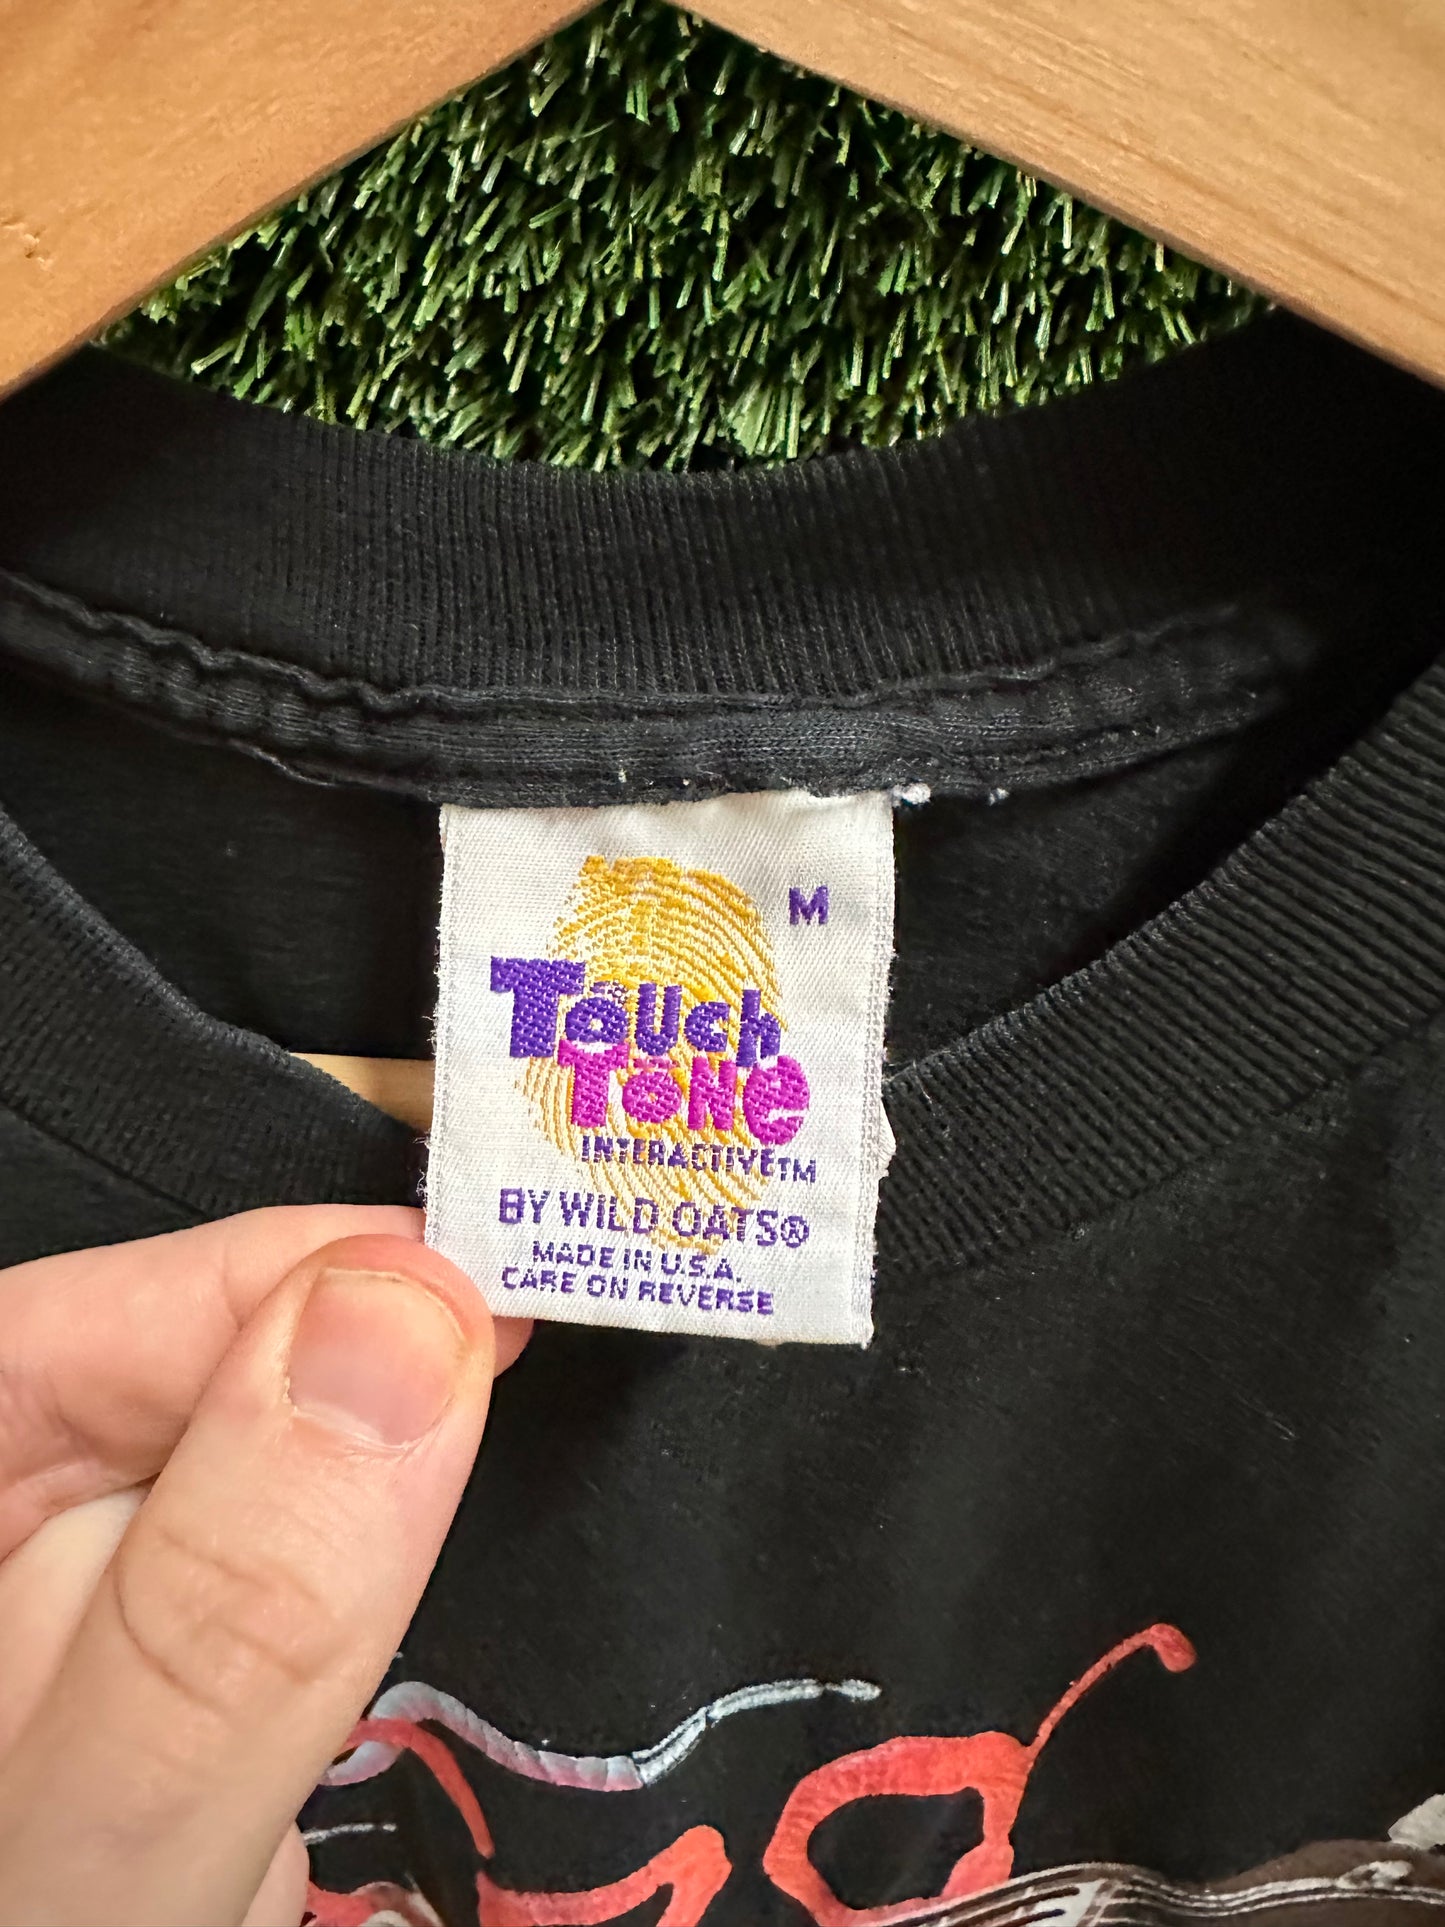 M
Touch
Tone
INTERACTIVE™
BY WILD OATS®
MADE IN U.S.A.
CARE ON REVERSE